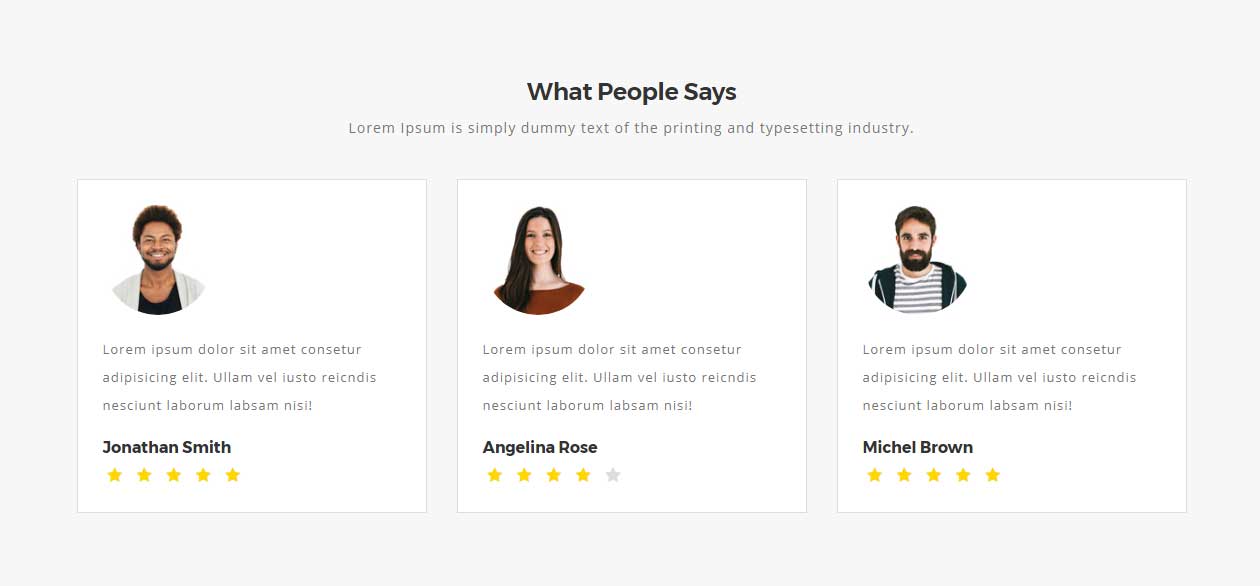 What People Says
Lorem Ipsum is simply dummy text of the printing and typesetting industry.
Lorem ipsum dolor sit amet consetur
adipisicing elit. Ullam vel iusto reicndis
nesciunt laborum labsam nisi!
Jonathan Smith
Lorem ipsum dolor sit amet consetur
adipisicing elit. Ullam vel iusto reicndis
nesciunt laborum labsam nisi!
Angelina Rose
Lorem ipsum dolor sit amet consetur
adipisicing elit. Ullam vel iusto reicndis
nesciunt laborum labsam nisi!
Michel Brown